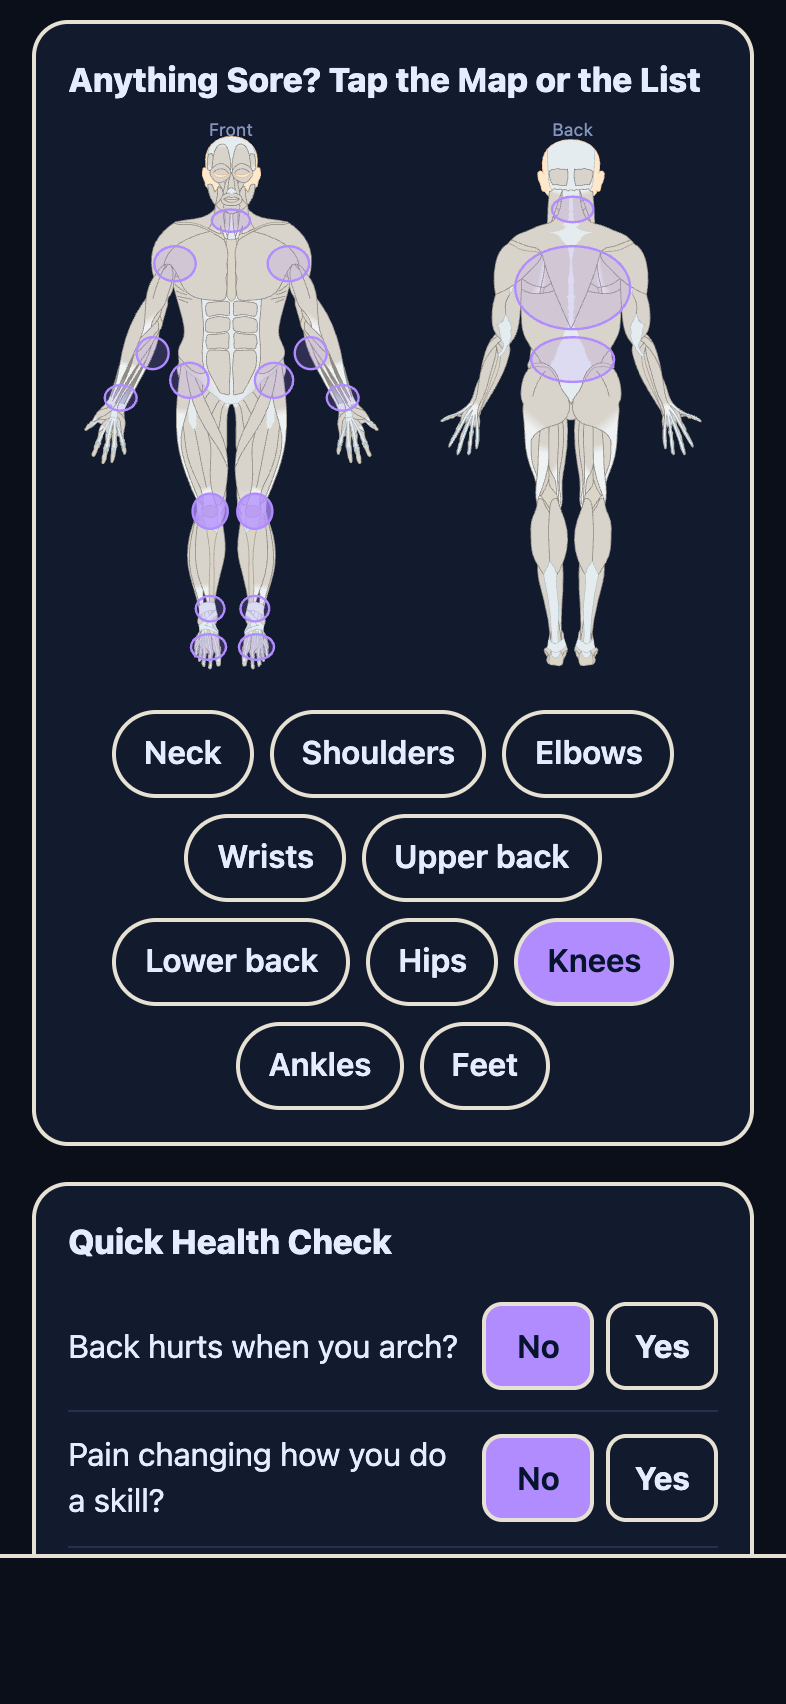 Anything Sore? Tap the Map or the List
Front
Back
Neck
Shoulders
Elbows
Wrists
Upper back
Lower back
Hips
Knees
Ankles
Feet
Quick Health Check
Back hurts when you arch?
No
Yes
Pain changing how you do
a skill?
No
Yes